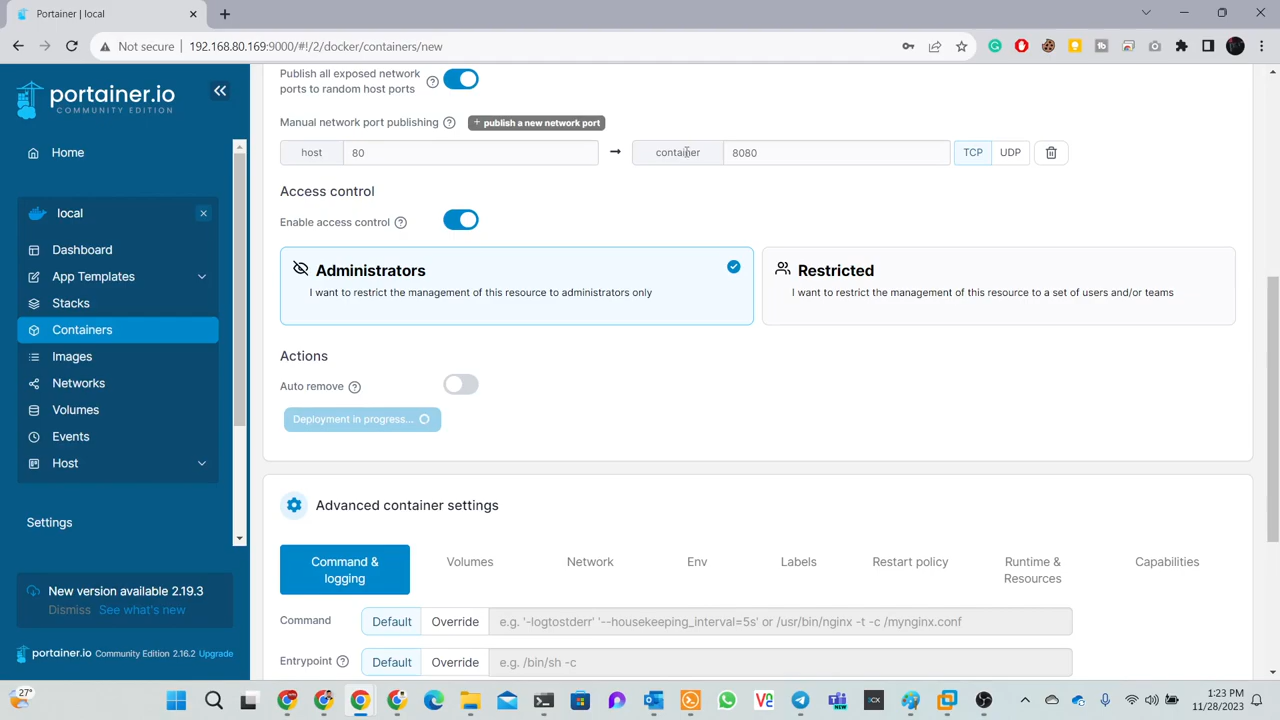 Portainer | local
Not secure
192.168.80.169:9000/#!/2/docker/containers/new
portainer.io
COMMUNITY EDITION
Home
local
Dashboard
App Templates
Stacks
Containers
Images
Networks
Volumes
Events
Host
Settings
New version available 2.19.3
Dismiss See what's new
portainer.io Community Edition 2.16.2 Upgrade
Publish all exposed network
ports to random host ports
Manual network port publishing
+ publish a new network port
host 80 → container 8080 TCP UDP
Access control
Enable access control
Administrators
I want to restrict the management of this resource to administrators only
Restricted
I want to restrict the management of this resource to a set of users and/or teams
Actions
Auto remove
Deployment in progress...
Advanced container settings
Command &
logging
Volumes
Network
Env
Labels
Restart policy
Runtime &
Resources
Capabilities
Command Default Override e.g. '-logtostderr' '--housekeeping_interval=5s' or /usr/bin/nginx -t -c /mynginx.conf
Entrypoint Default Override e.g. /bin/sh -c
27°
1:23 PM
11/28/2023